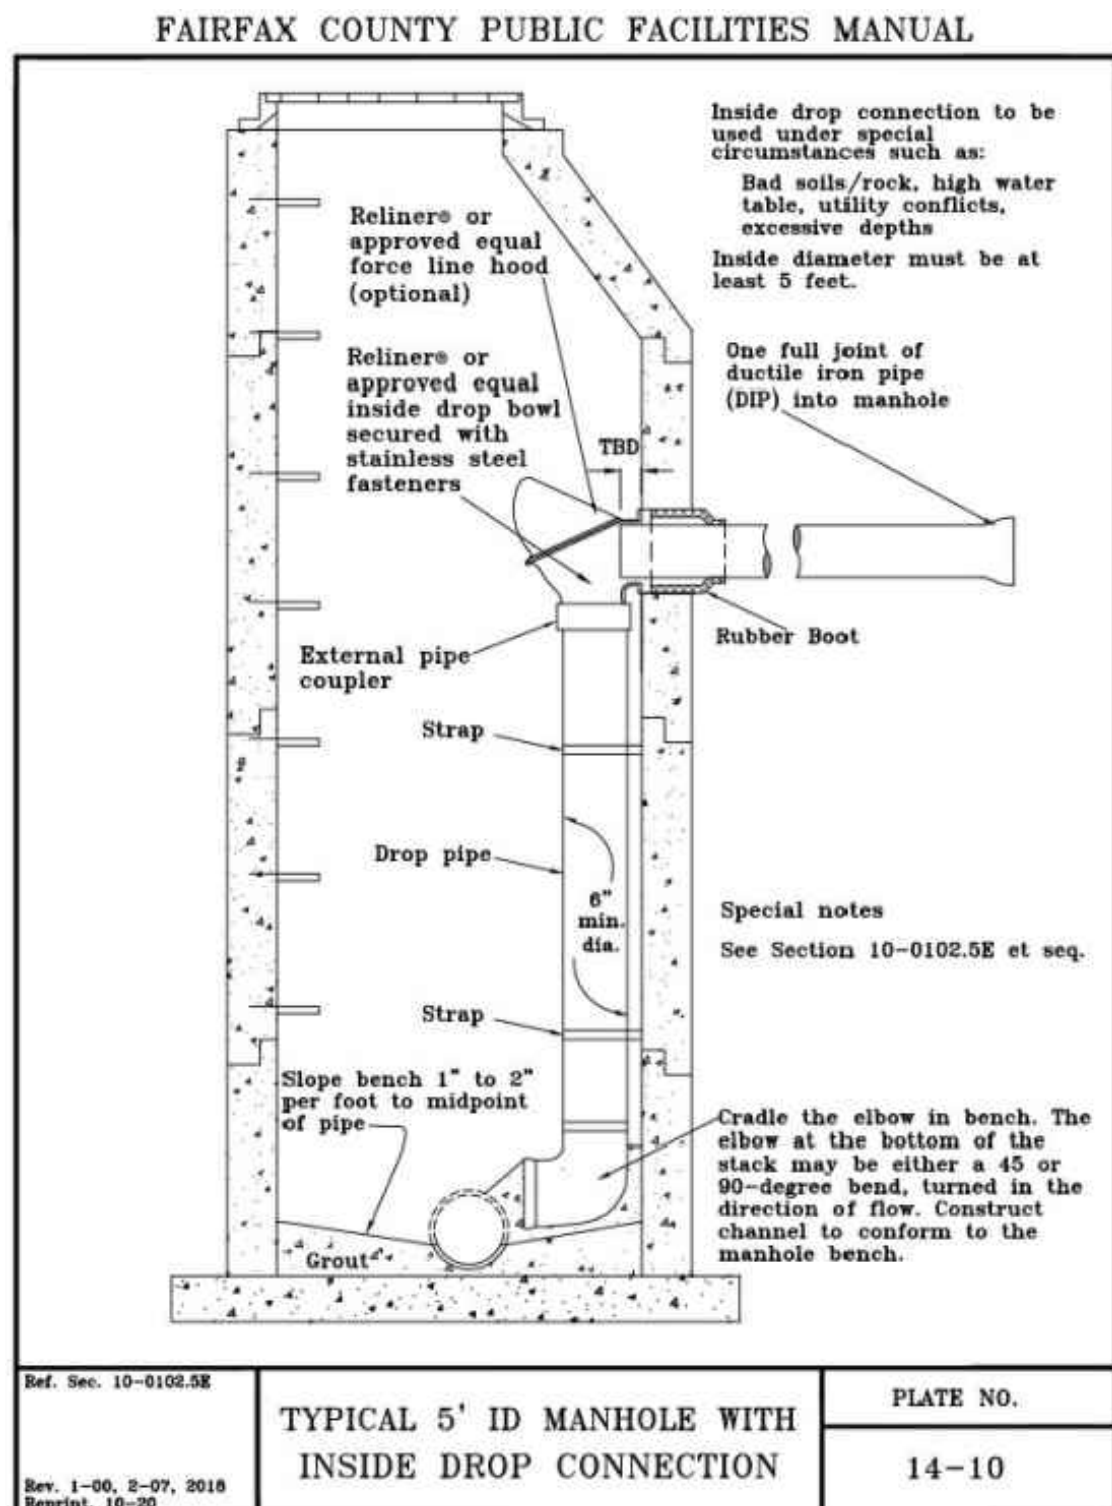 FAIRFAX COUNTY PUBLIC FACILITIES MANUAL
Inside drop connection to be
used under special
circumstances such as:
Bad soils/rock, high water
table, utility conflicts,
excessive depths
Inside diameter must be at
least 5 feet.
Reliner® or
approved equal
force line hood
(optional)
Reliner® or
approved equal
inside drop bowl
secured with
stainless steel
fasteners
TBD
One full joint of
ductile iron pipe
(DIP) into manhole
Rubber Boot
External pipe
coupler
Strap
Drop pipe
6"
min.
dia.
Special notes
See Section 10-0102.5E et seq.
Strap
Slope bench 1" to 2"
per foot to midpoint
of pipe
Cradle the elbow in bench. The
elbow at the bottom of the
stack may be either a 45 or
90-degree bend, turned in the
direction of flow. Construct
channel to conform to the
manhole bench.
Grout
Ref. Sec. 10-0102.5E
Rev. 1-00, 2-07, 2018
Reprint. 10-20
TYPICAL 5' ID MANHOLE WITH
INSIDE DROP CONNECTION
PLATE NO.
14-10